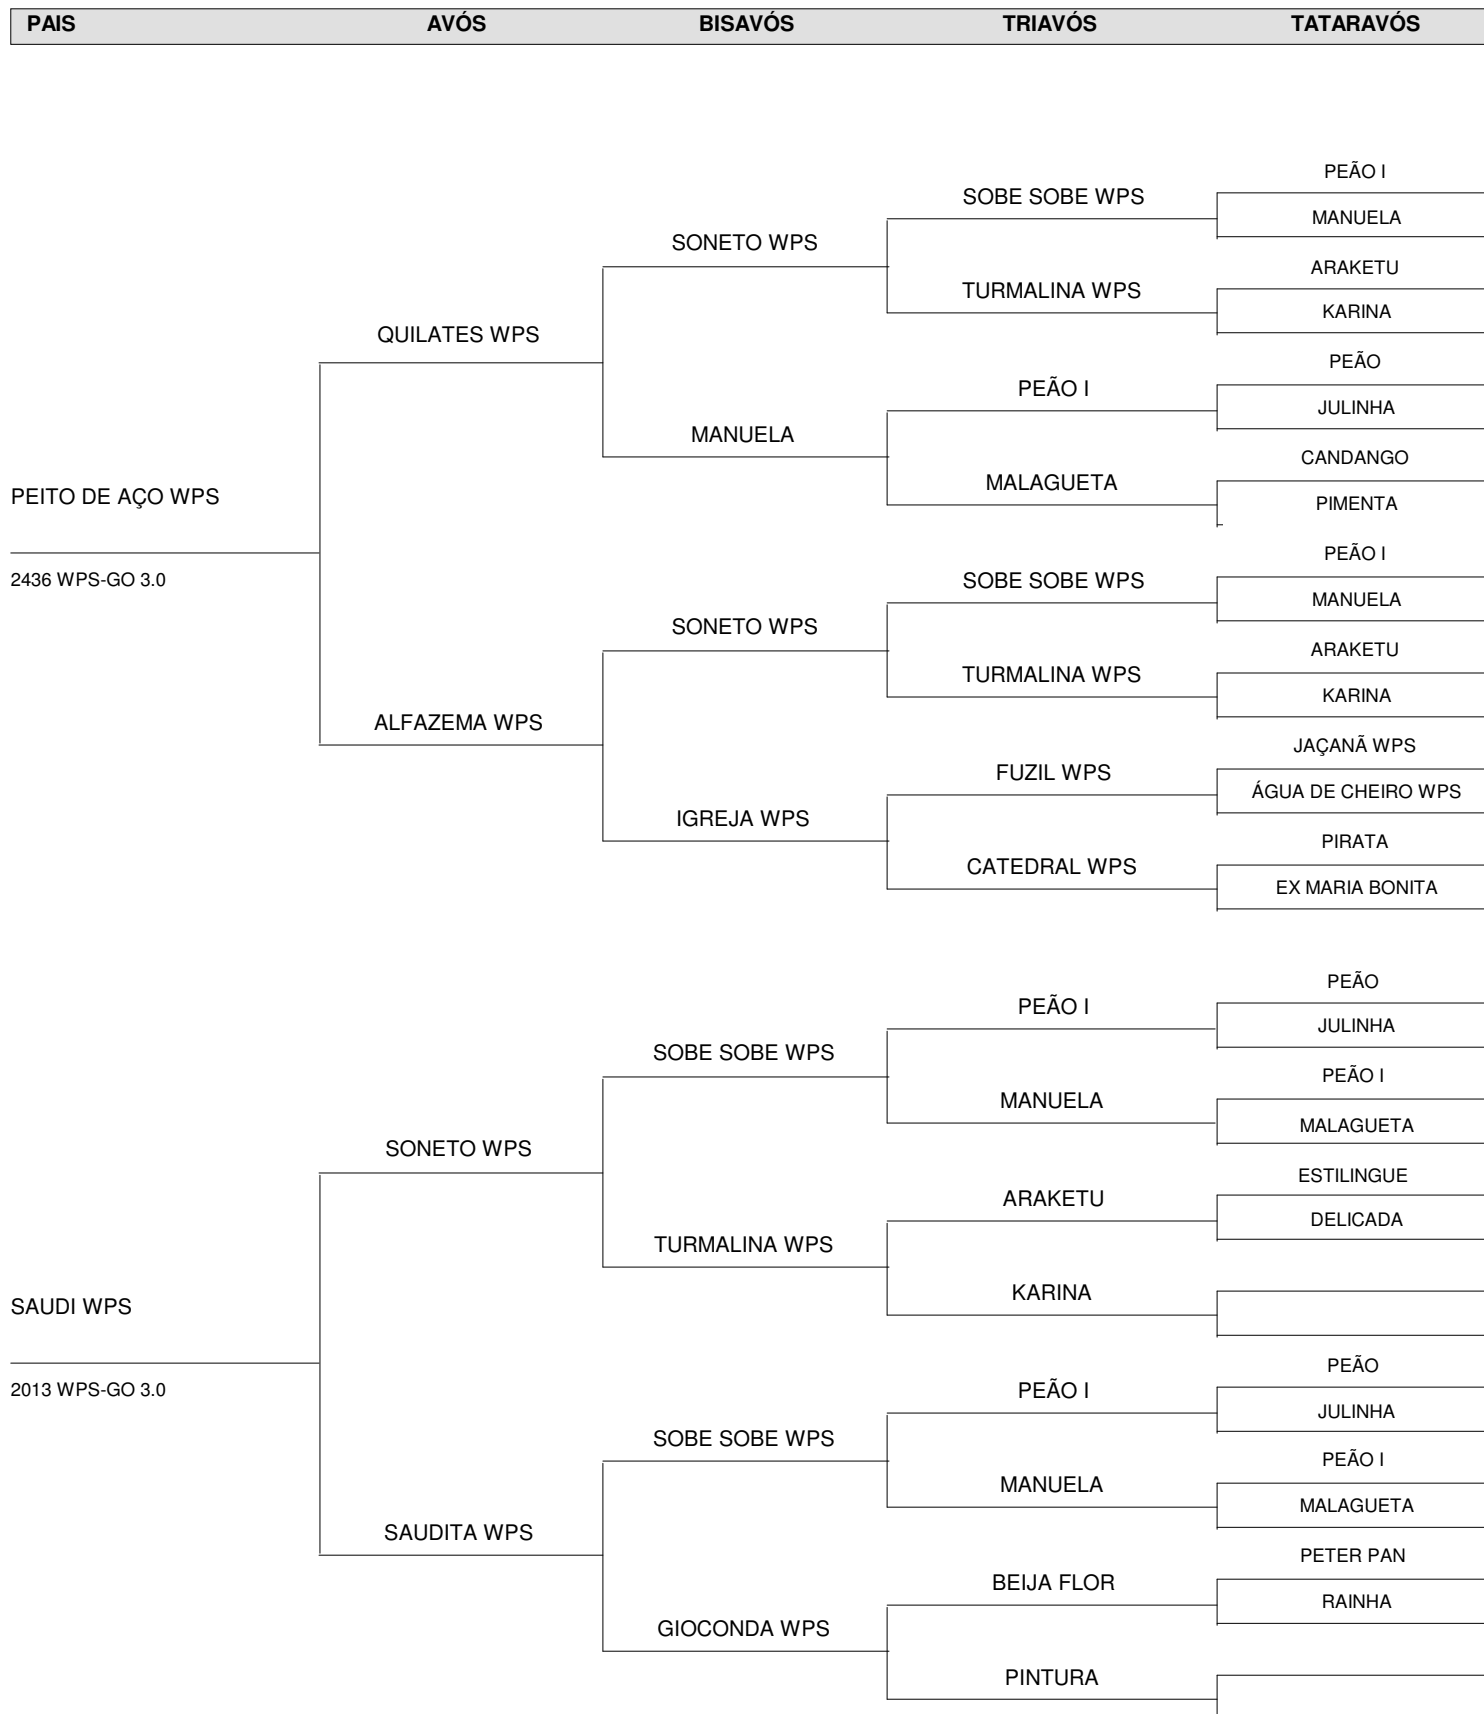 PAIS AVÓS BISAVÓS TRIAVÓS TATARAVÓS
PEÃO I
SOBE SOBE WPS
MANUELA
SONETO WPS
ARAKETU
TURMALINA WPS
KARINA
QUILATES WPS
PEÃO
PEÃO I
JULINHA
MANUELA
CANDANGO
MALAGUETA
PEITO DE AÇO WPS
PIMENTA
PEÃO I
2436 WPS-GO 3.0
SOBE SOBE WPS
MANUELA
SONETO WPS
ARAKETU
TURMALINA WPS
KARINA
ALFAZEMA WPS
JAÇANÃ WPS
FUZIL WPS
ÁGUA DE CHEIRO WPS
IGREJA WPS
PIRATA
CATEDRAL WPS
EX MARIA BONITA
PEÃO
PEÃO I
JULINHA
SOBE SOBE WPS
PEÃO I
MANUELA
MALAGUETA
SONETO WPS
ESTILINGUE
ARAKETU
DELICADA
TURMALINA WPS
KARINA
SAUDI WPS
PEÃO
2013 WPS-GO 3.0
PEÃO I
JULINHA
SOBE SOBE WPS
PEÃO I
MANUELA
MALAGUETA
SAUDITA WPS
PETER PAN
BEIJA FLOR
RAINHA
GIOCONDA WPS
PINTURA